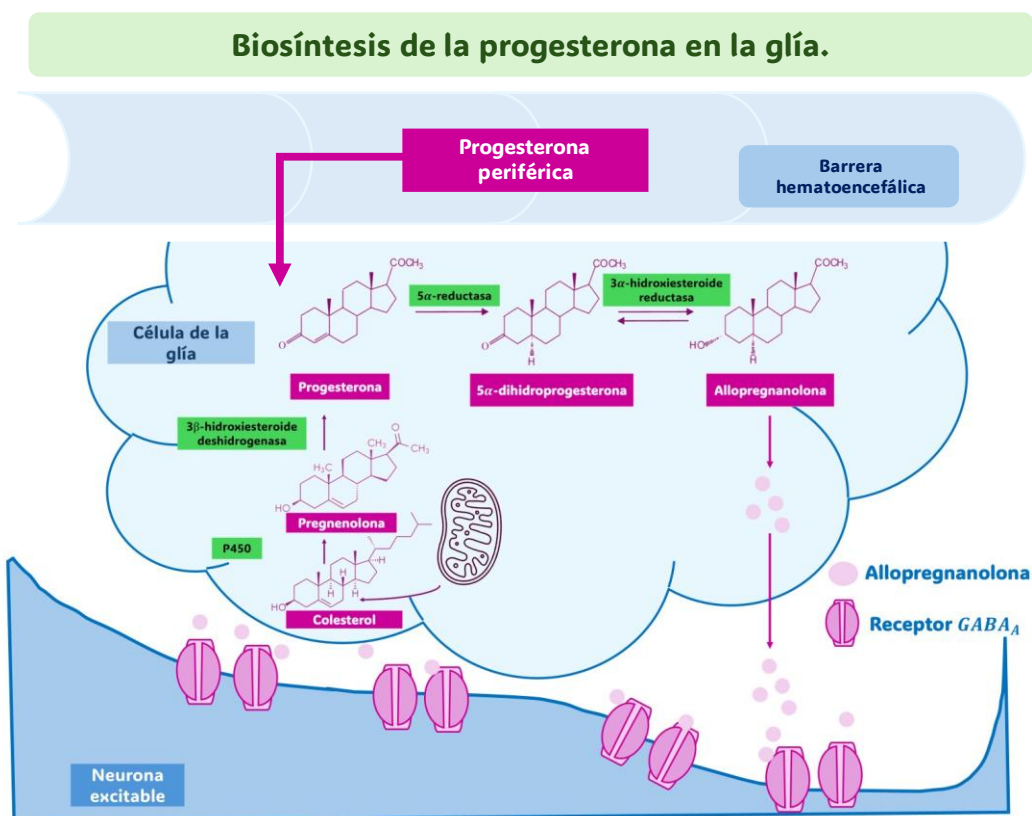 Biosíntesis de la progesterona en la glía.
Progesterona
periférica
Barrera
hematoencefálica
Célula de la
glía
COCH3
O
Progesterona
5α-reductasa
COCH3
O
H
5α-dihidroprogesterona
3α-hidroxiesteroide
reductasa
COCH3
HO
H
Allopregnanolona
3β-hidroxiesteroide
deshidrogenasa
O
CH3
CH3
H3C
HO
Pregnenolona
P450
H
H
H
H
HO
Colesterol
Allopregnanolona
Receptor GABAA
Neurona
excitable